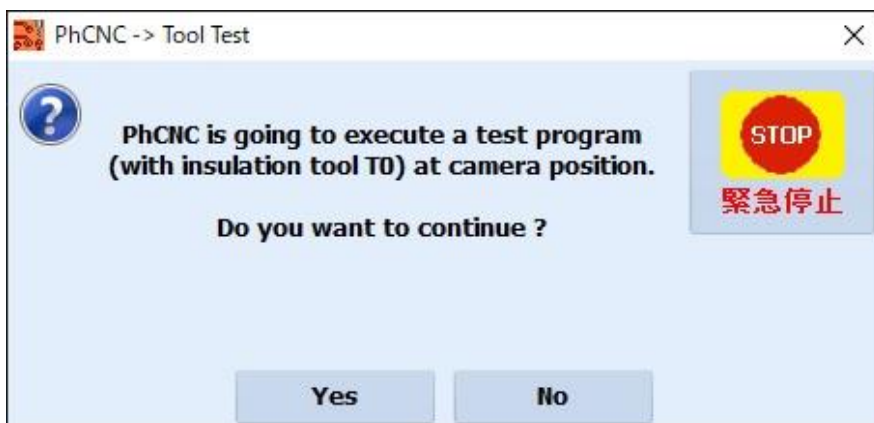 PhCNC -> Tool Test
PhCNC is going to execute a test program
(with insulation tool T0) at camera position.
Do you want to continue ?
STOP
緊急停止
Yes
No